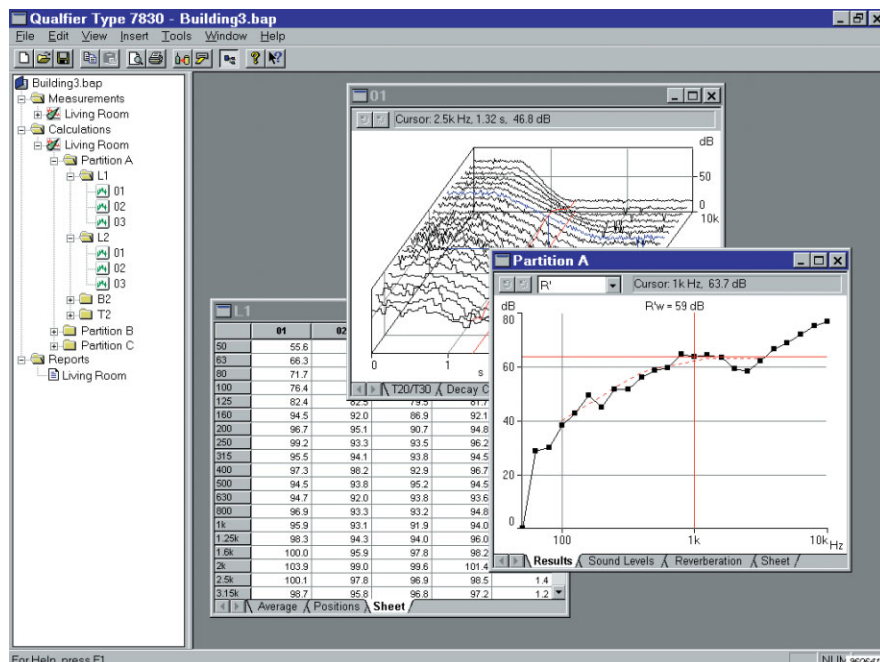 Qualfier Type 7830 - Building3.bap
File Edit View Insert Tools Window Help
Building3.bap
Measurements
Living Room
Calculations
Living Room
Partition A
L1
01
02
03
L2
01
02
03
B2
T2
Partition B
Partition C
Reports
Living Room
01
Cursor: 2.5k Hz, 1.32 s, 46.8 dB
dB
50
0
10k
0
1
s
T20/T30
L1
01
50 55.6
63 66.3
80 71.7
100 76.4
125 82.4 82.5 79.5 81.7
160 94.5 92.0 86.9 92.1
200 96.7 95.1 90.7 94.8
250 99.2 93.3 93.5 96.2
315 95.5 94.1 93.8 94.5
400 97.3 98.2 92.9 96.7
500 94.5 93.8 95.2 94.5
630 94.7 92.0 93.8 93.6
800 96.9 93.3 93.2 94.8
1k 95.9 93.1 91.9 94.0
1.25k 98.3 94.3 94.0 96.0
1.6k 100.0 95.9 97.8 98.2
2k 103.9 99.0 99.6 101.4
2.5k 100.1 97.8 96.9 98.5 1.4
3.15k 98.7 95.8 96.8 97.2 1.2
Average Positions Sheet
Partition A
R' Cursor: 1k Hz, 63.7 dB
dB
R'w = 59 dB
80
60
40
20
0
100 1k 10k Hz
Results Sound Levels Reverberation Sheet
For Help, press F1